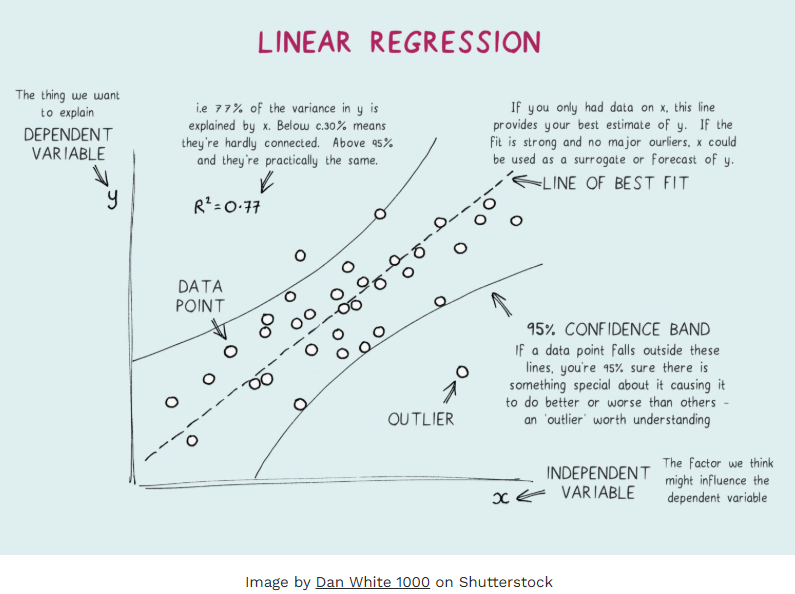 LINEAR REGRESSION
The thing we want
to explain
DEPENDENT
VARIABLE
y
i.e 77% of the variance in y is
explained by x. Below c.30% means
they're hardly connected. Above 95%
and they're practically the same.
R²=0.77
If you only had data on x, this line
provides your best estimate of y. If the
fit is strong and no major ourliers, x could
be used as a surrogate or forecast of y.
LINE OF BEST FIT
DATA
POINT
95% CONFIDENCE BAND
If a data point falls outside these
lines, you're 95% sure there is
something special about it causing it
to do better or worse than others –
an 'outlier' worth understanding
OUTLIER
x
INDEPENDENT
VARIABLE
The factor we think
might influence the
dependent variable
Image by Dan White 1000 on Shutterstock